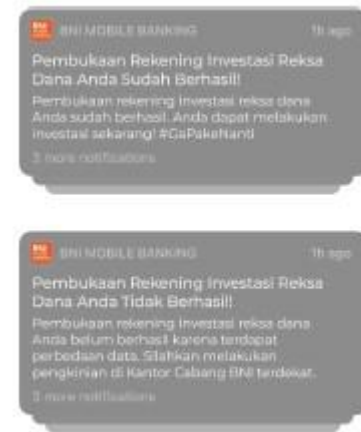 BNI MOBILE BANKING 1h ago
Pembukaan Rekening Investasi Reksa
Dana Anda Sudah Berhasil!
Pembukaan rekening investasi reksa dana
Anda sudah berhasil. Anda dapat melakukan
investasi sekarang! #GaPakeNanti
3 more notifications
BNI MOBILE BANKING 1h ago
Pembukaan Rekening Investasi Reksa
Dana Anda Tidak Berhasil!
Pembukaan rekening investasi reksa dana
Anda belum berhasil karena terdapat
perbedaan data. Silahkan melakukan
pengkinian di Kantor Cabang BNI terdekat.
3 more notifications